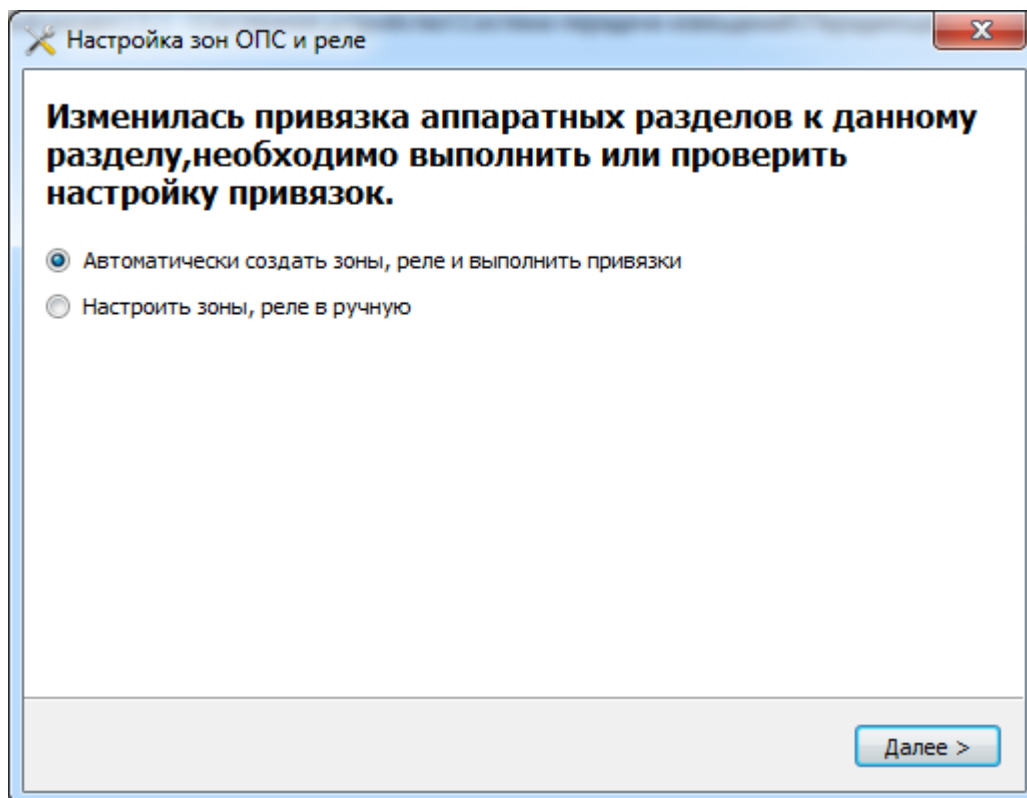 Настройка зон ОПС и реле
Изменилась привязка аппаратных разделов к данному
разделу,необходимо выполнить или проверить
настройку привязок.
Автоматически создать зоны, реле и выполнить привязки
Настроить зоны, реле в ручную
Далее >